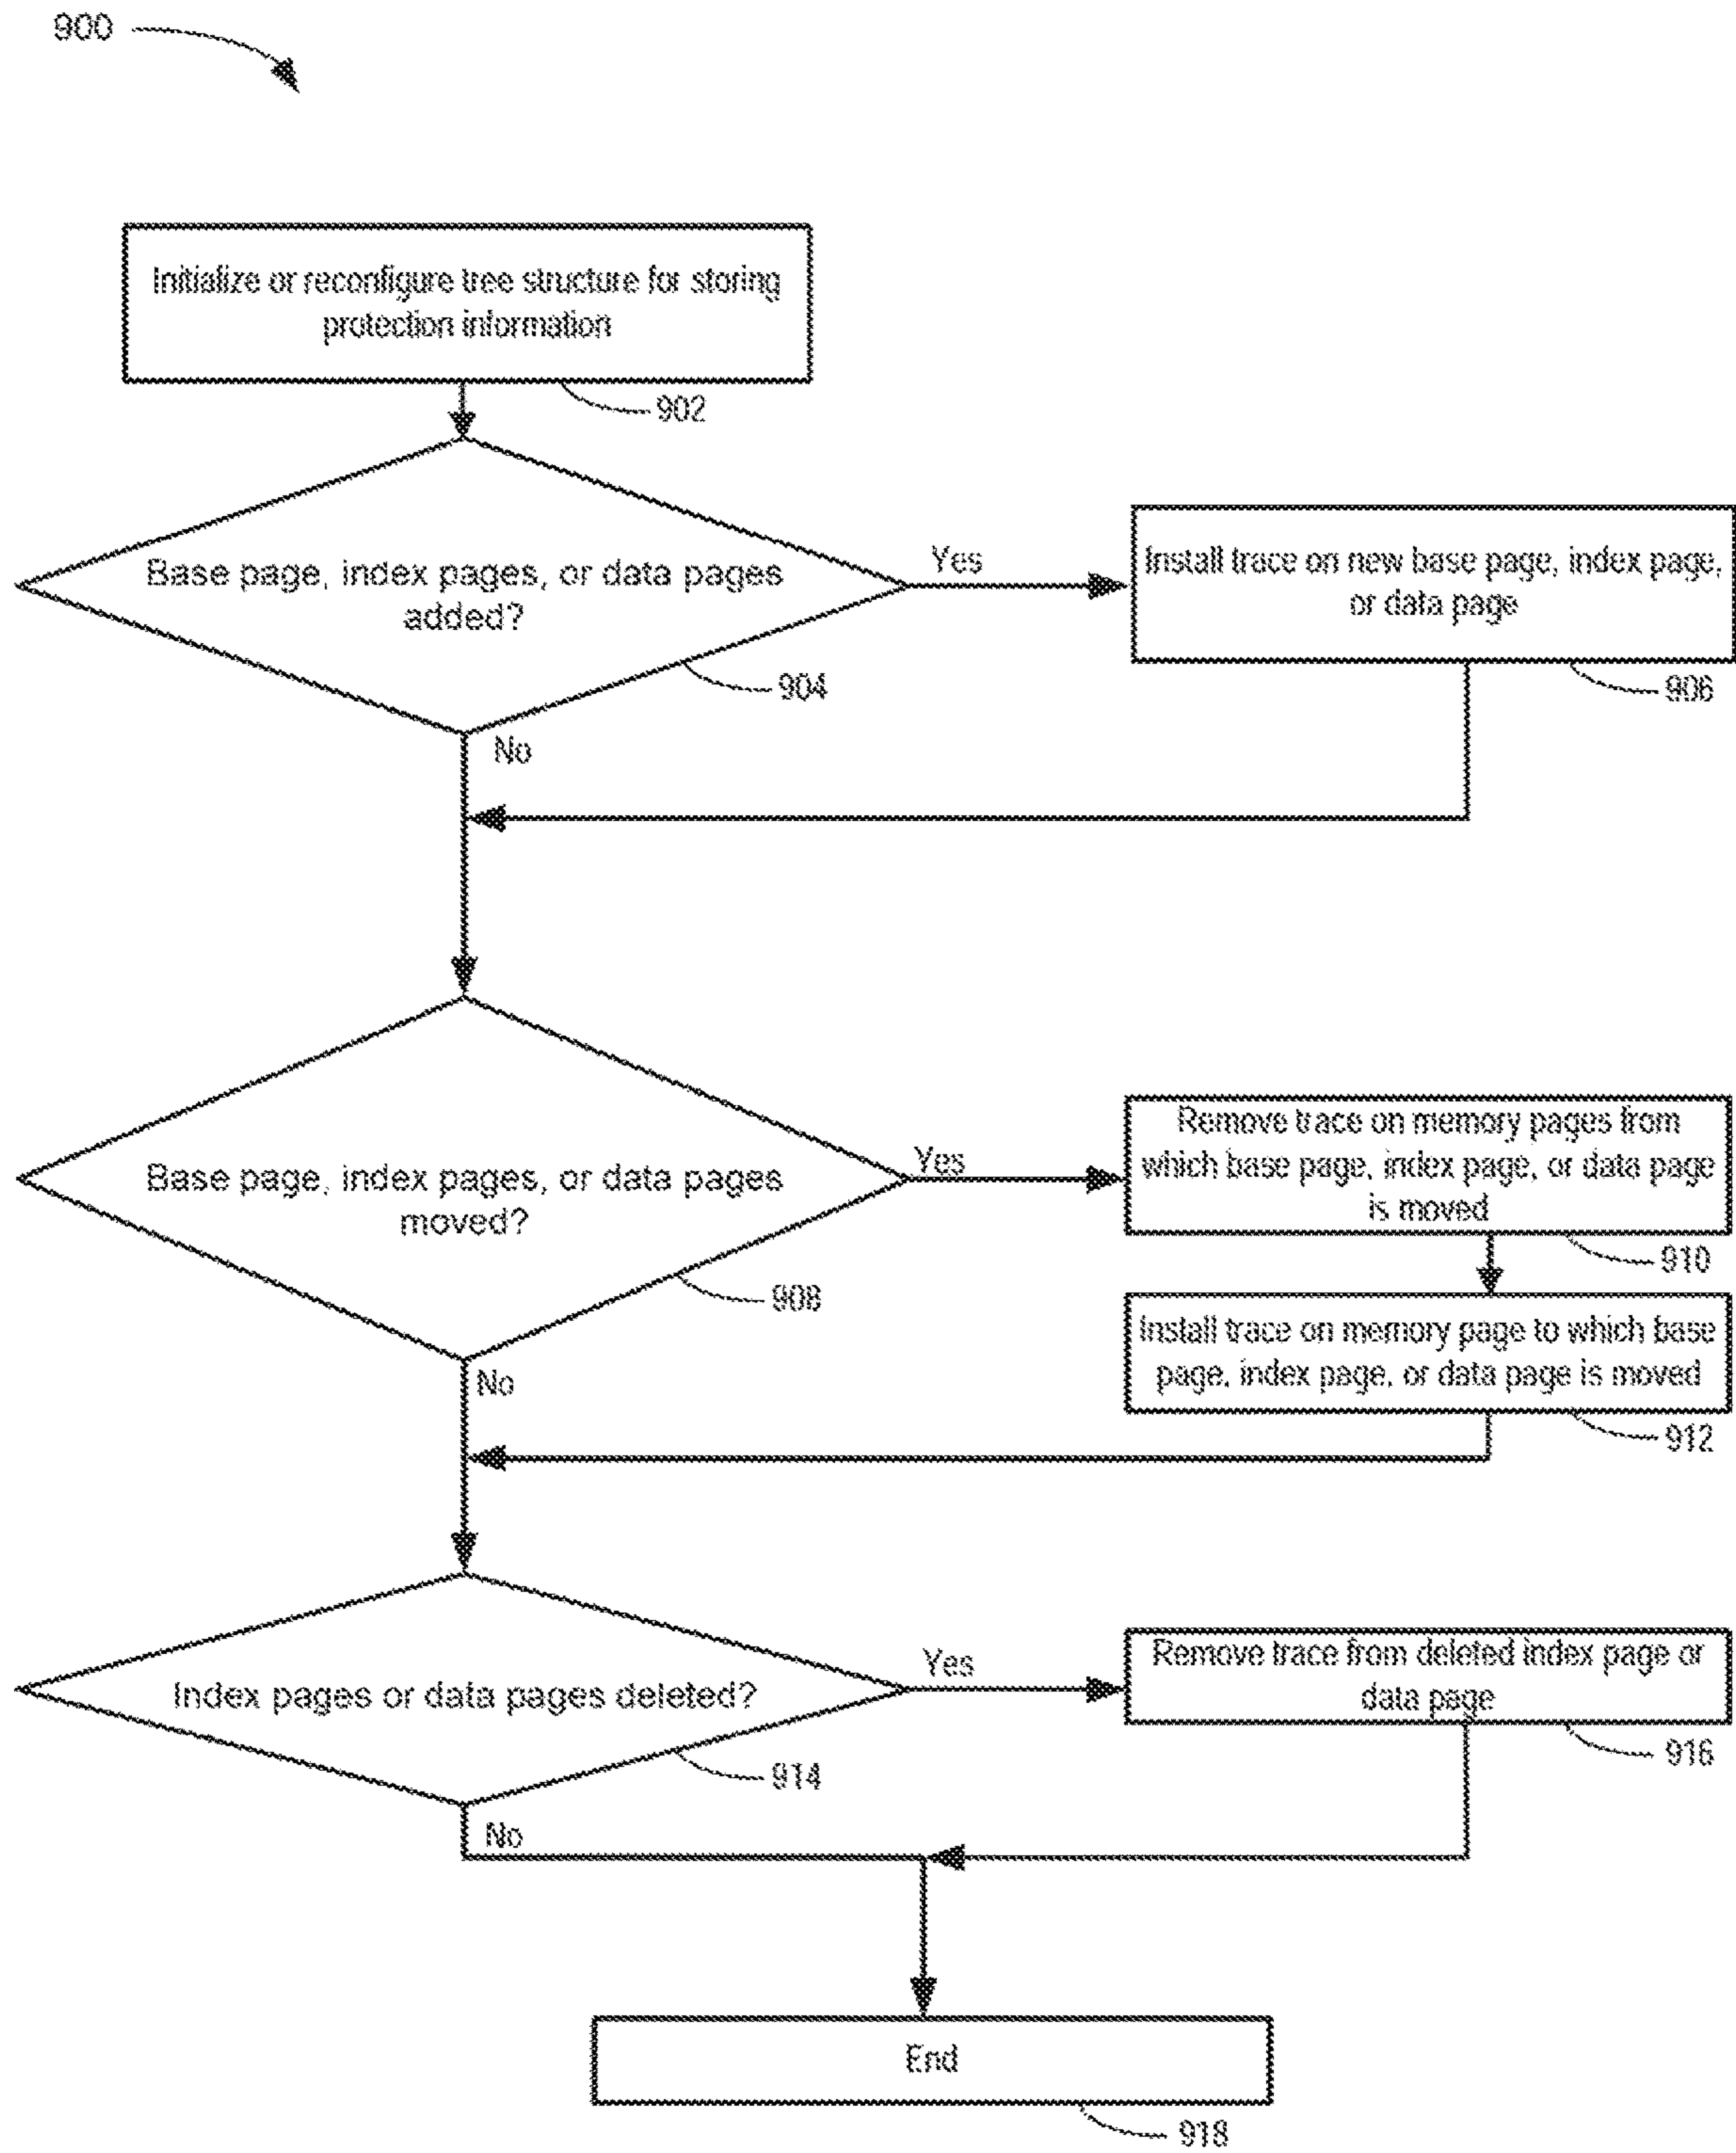 900
Initialize or reconfigure tree structure for storing
protection information
902
Base page, index pages, or data pages
added?
Yes
904
No
Install trace on new base page, index page,
or data page
906
Base page, index pages, or data pages
moved?
Yes
908
No
Remove trace on memory pages from
which base page, index page, or data page
is moved
910
Install trace on memory page to which base
page, index page, or data page is moved
912
Index pages or data pages deleted?
Yes
914
No
Remove trace from deleted index page or
data page
916
End
918